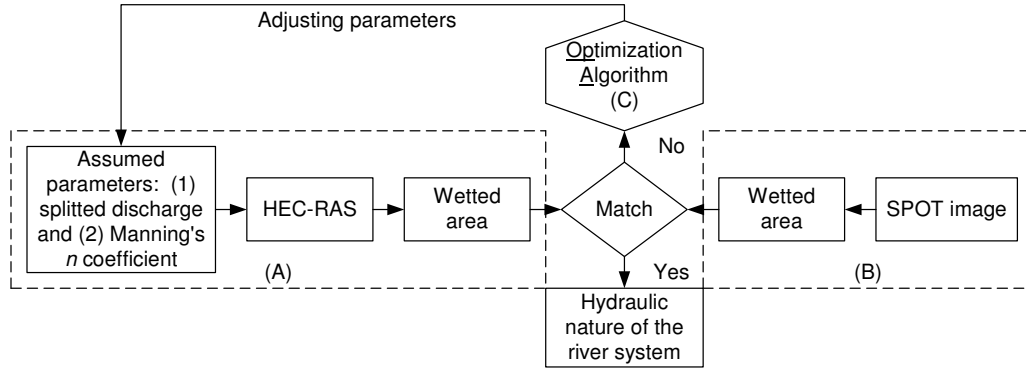 Adjusting parameters
Optimization
Algorithm
(C)
No
Assumed
parameters: (1)
splitted discharge
and (2) Manning's
n coefficient
HEC-RAS
Wetted
area
Match
Wetted
area
SPOT image
(A)
Yes
(B)
Hydraulic
nature of the
river system